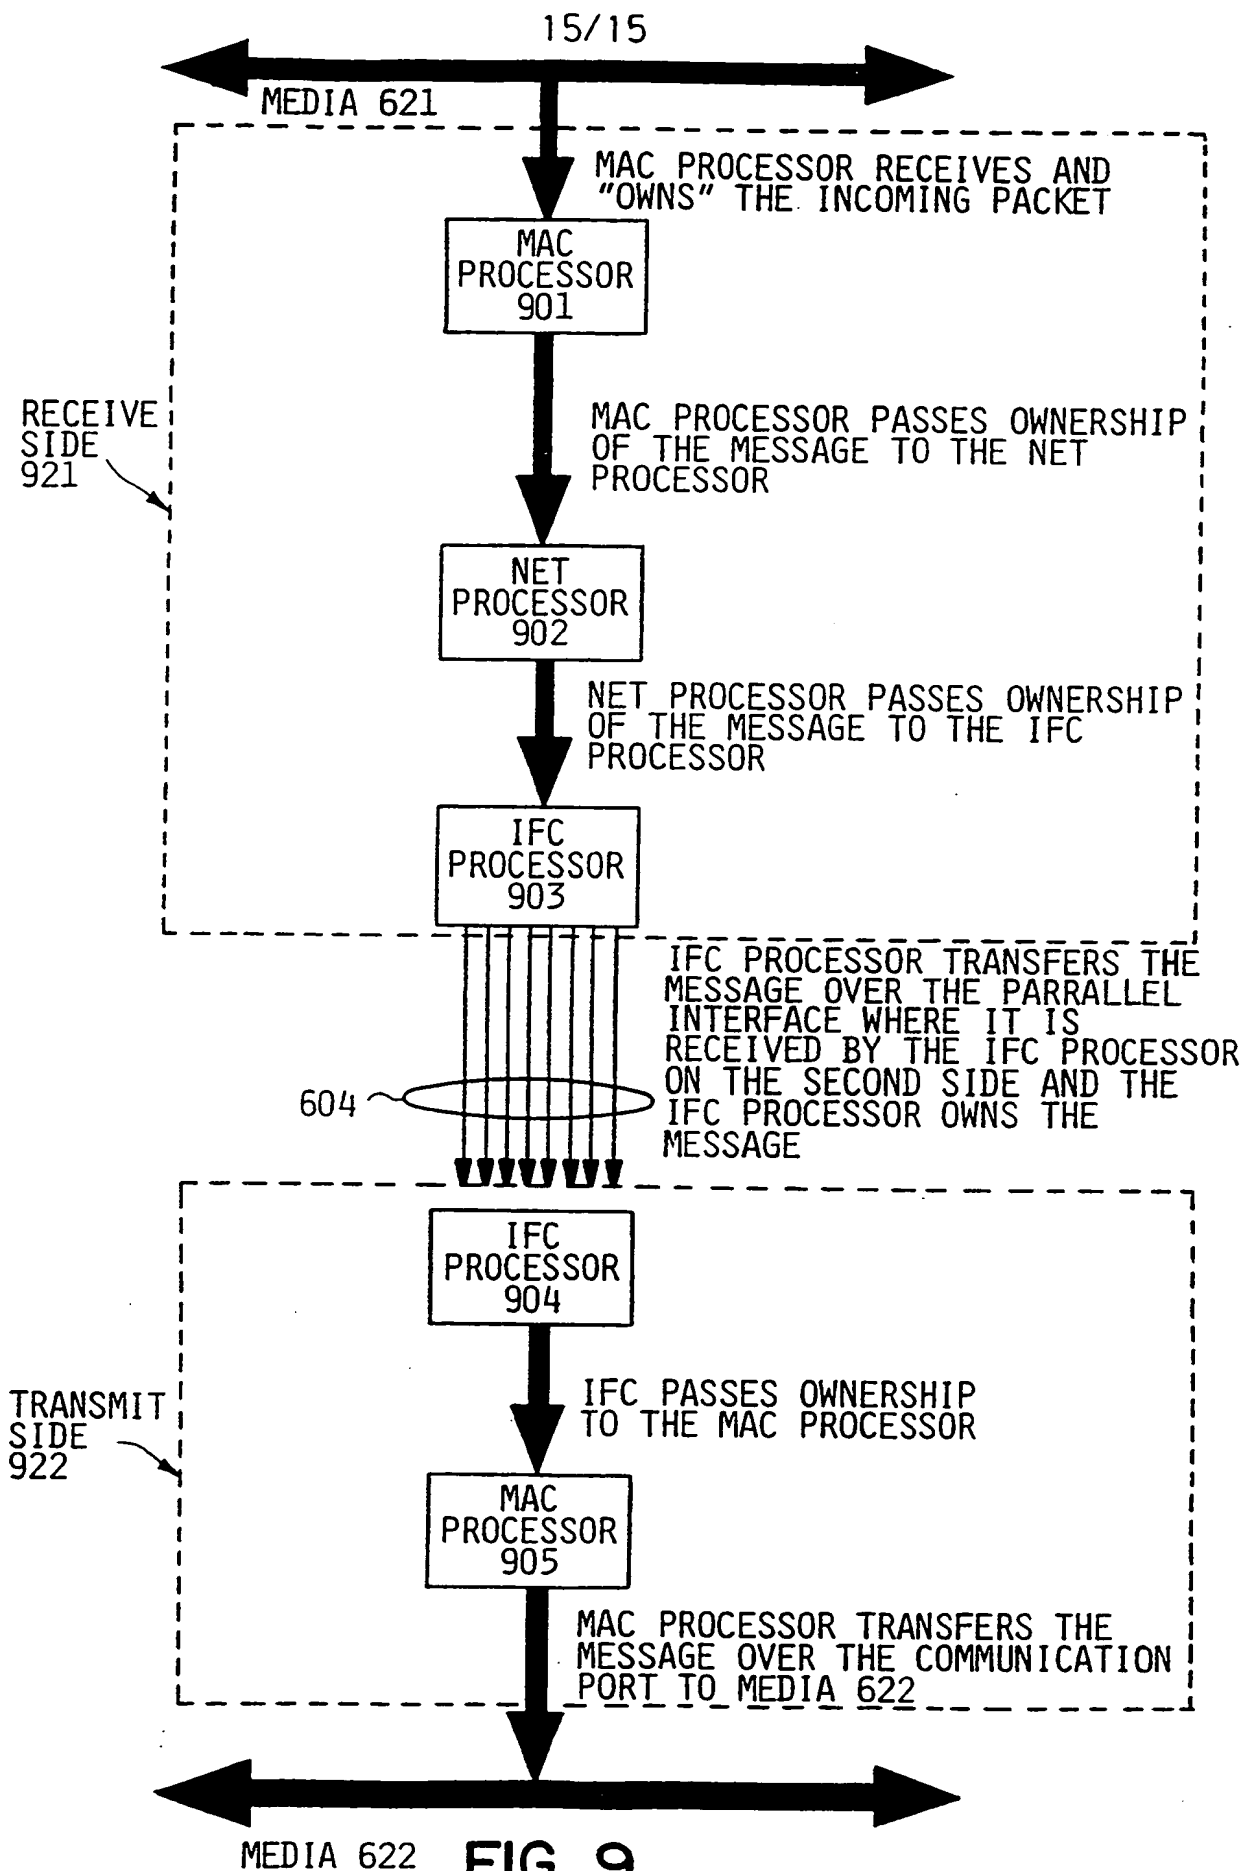 15/15
MEDIA 621
MAC PROCESSOR RECEIVES AND
"OWNS" THE INCOMING PACKET
MAC
PROCESSOR
901
RECEIVE
SIDE
921
MAC PROCESSOR PASSES OWNERSHIP
OF THE MESSAGE TO THE NET
PROCESSOR
NET
PROCESSOR
902
NET PROCESSOR PASSES OWNERSHIP
OF THE MESSAGE TO THE IFC
PROCESSOR
IFC
PROCESSOR
903
IFC PROCESSOR TRANSFERS THE
MESSAGE OVER THE PARRALLEL
INTERFACE WHERE IT IS
RECEIVED BY THE IFC PROCESSOR
ON THE SECOND SIDE AND THE
IFC PROCESSOR OWNS THE
MESSAGE
604
IFC
PROCESSOR
904
TRANSMIT
SIDE
922
IFC PASSES OWNERSHIP
TO THE MAC PROCESSOR
MAC
PROCESSOR
905
MAC PROCESSOR TRANSFERS THE
MESSAGE OVER THE COMMUNICATION
PORT TO MEDIA 622
MEDIA 622
FIG 9